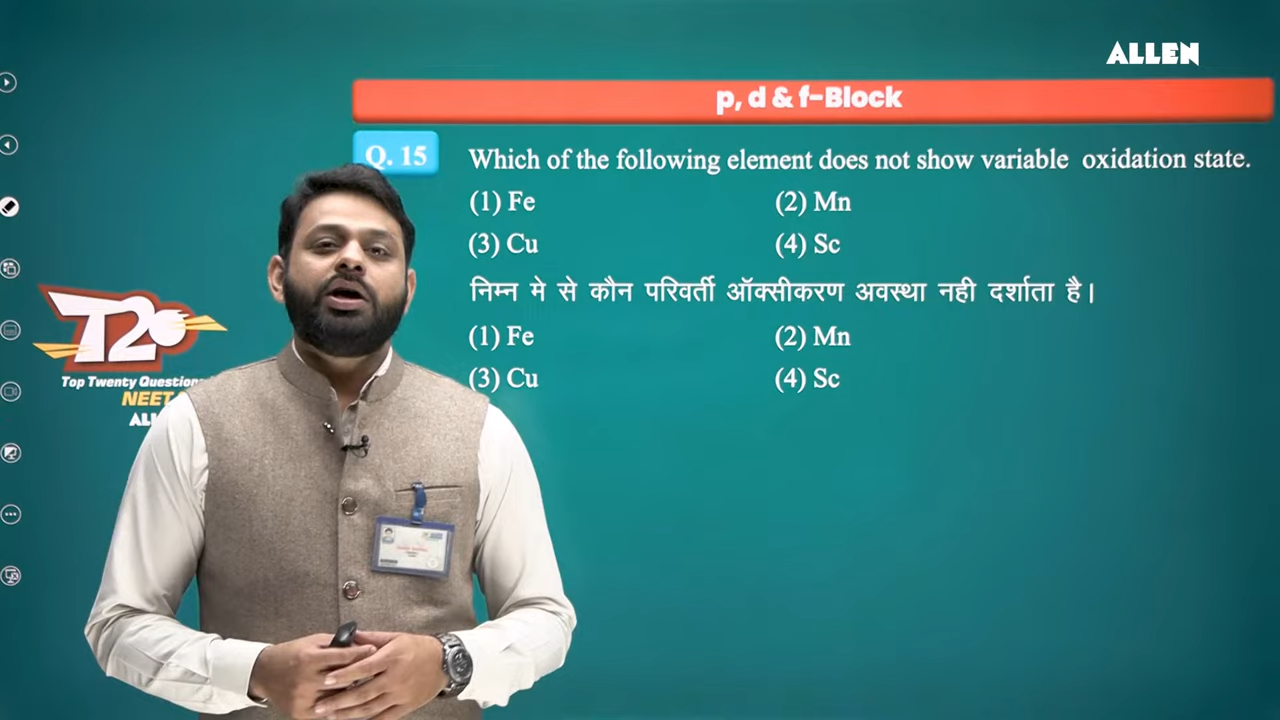 ALLEN
p, d & f-Block
Q. 15
Which of the following element does not show variable oxidation state.
(1) Fe (2) Mn
(3) Cu (4) Sc
निम्न मे से कौन परिवर्ती ऑक्सीकरण अवस्था नही दर्शाता है।
(1) Fe (2) Mn
(3) Cu (4) Sc
T20
Top Twenty Question
NEET